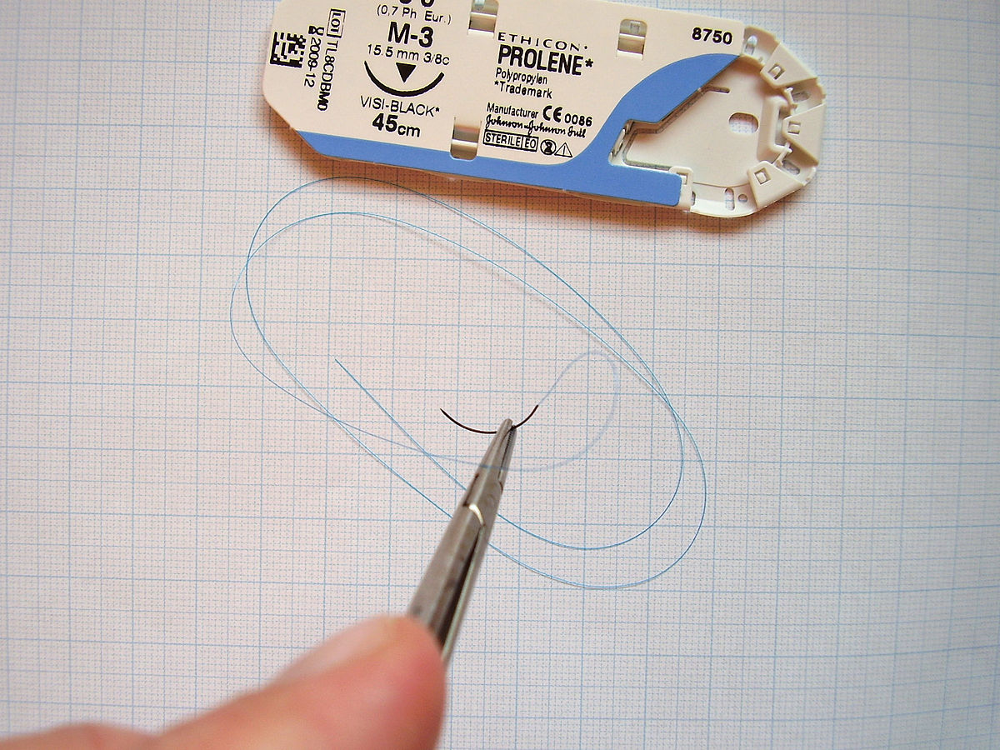 (0,7 Ph. Eur.)
M-3
15.5 mm 3/8c
VISI-BLACK*
45cm
LOT TL8CDBM0
2009-12
ETHICON*
PROLENE*
Polypropylen
*Trademark
Manufacturer CE 0086
Johnson & Johnson Intl
STERILE EO
8750